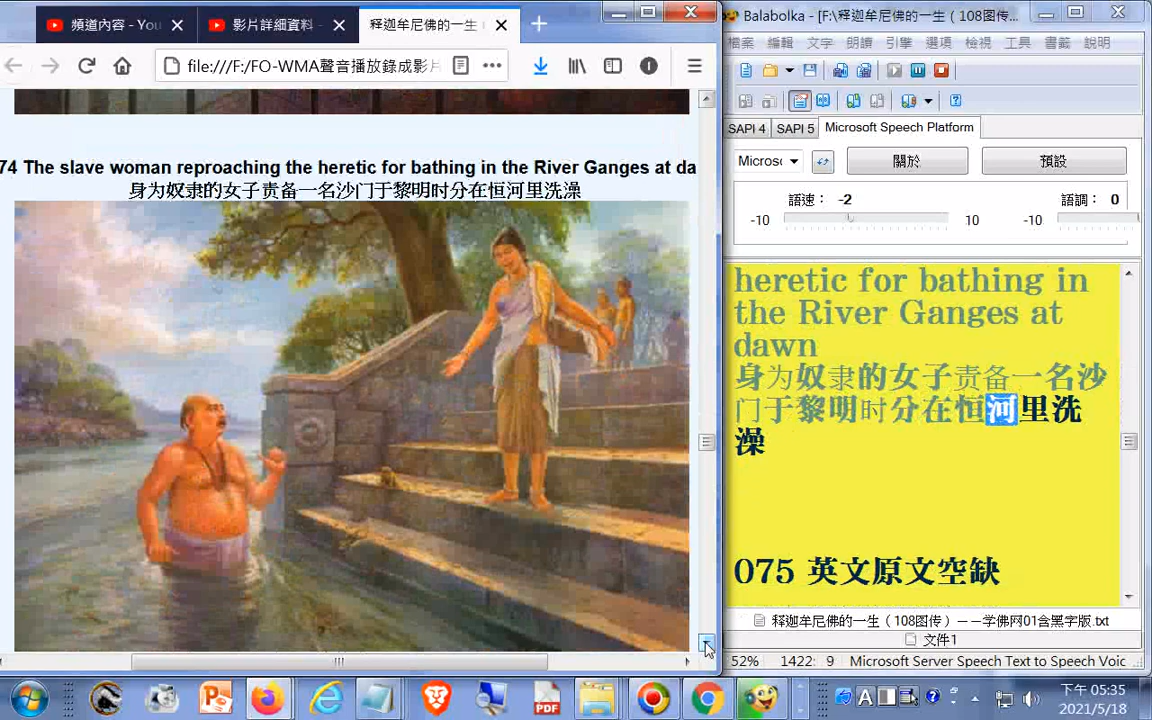 頻道內容 - You
影片詳細資料 -
释迦牟尼佛的一生
file:///F:/FO-WMA聲音播放錄成影片
74 The slave woman reproaching the heretic for bathing in the River Ganges at da
身为奴隶的女子责备一名沙门于黎明时分在恒河里洗澡
Balabolka - [F:\释迦牟尼佛的一生（108图传）...
檔案 編輯 文字 朗讀 引擎 選項 檢視 工具 書籤 說明
SAPI 4 SAPI 5 Microsoft Speech Platform
Micros 關於 預設
語速： -2 語調： 0
-10 10 -10
heretic for bathing in
the River Ganges at
dawn
身为奴隶的女子责备一名沙
门于黎明时分在恒河里洗
澡
075 英文原文空缺
释迦牟尼佛的一生（108图传）－－学佛网01含黑字版.txt
文件1
52% 1422: 9 Microsoft Server Speech Text to Speech Voic
PDF
A
下午 05:35
2021/5/18